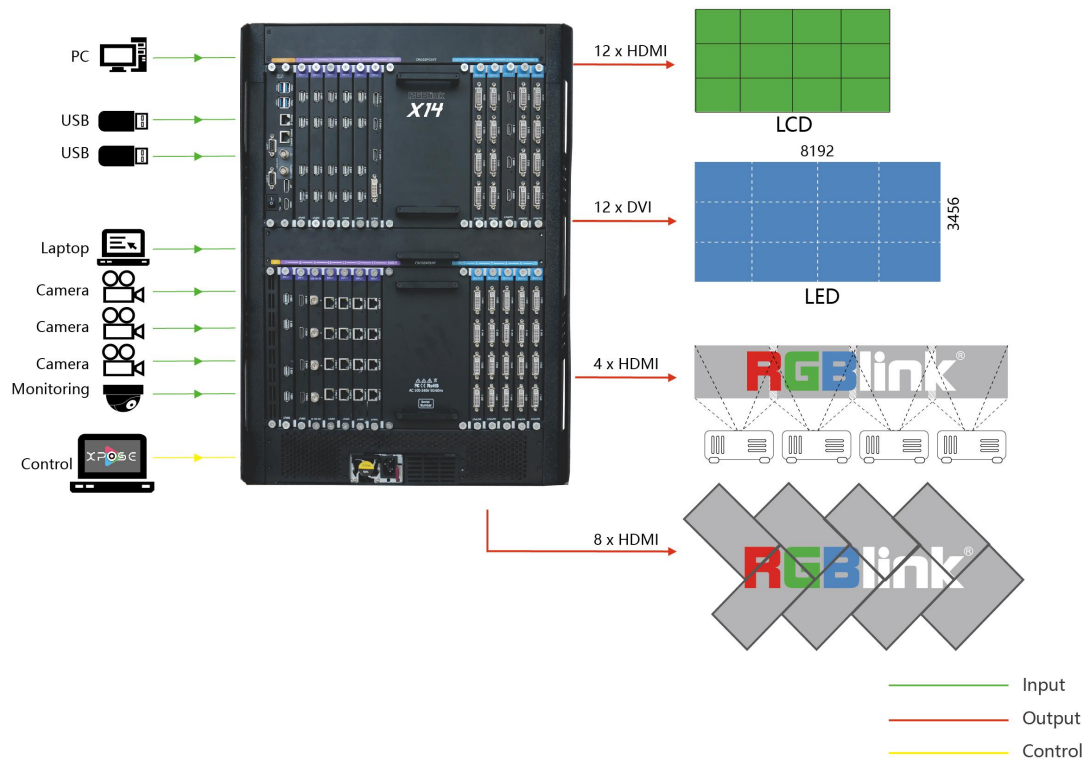 PC
USB
USB
Laptop
Camera
Camera
Camera
Monitoring
Control
XPOSE
RGBlink
X14
12 x HDMI
LCD
8192
12 x DVI
3456
LED
4 x HDMI
RGBlink®
8 x HDMI
RGBlink®
Input
Output
Control